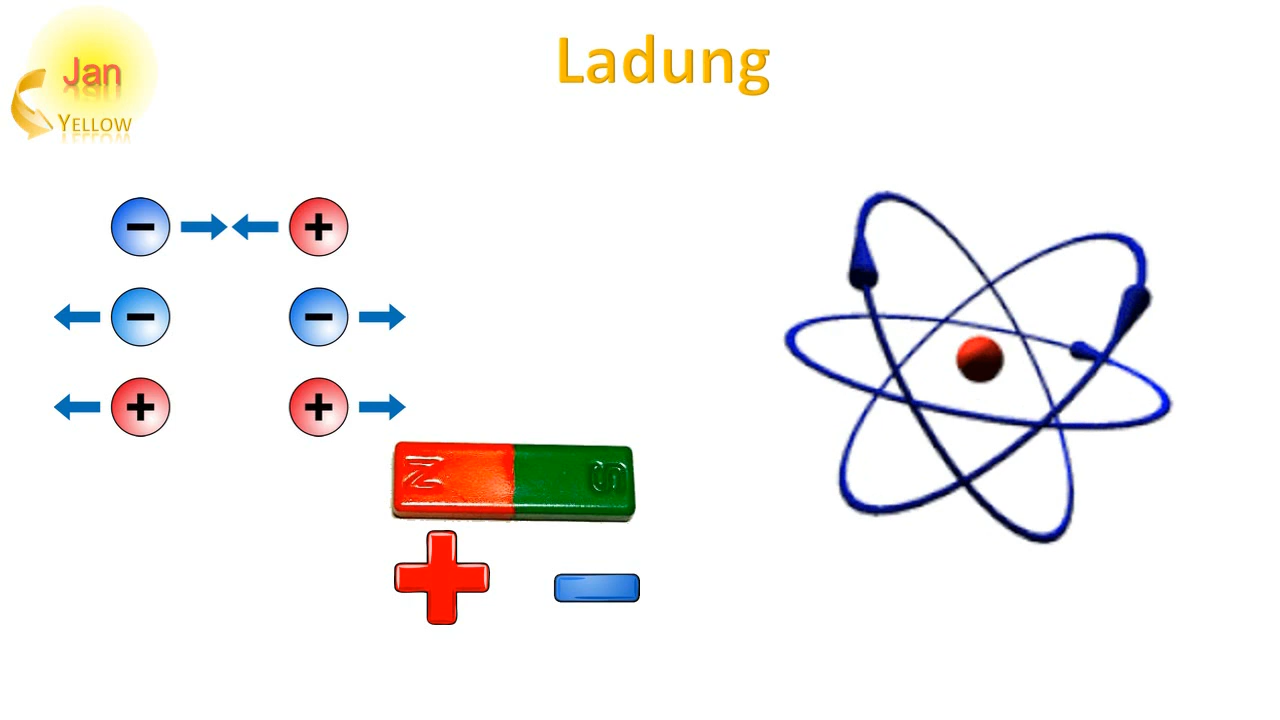 Jan
YELLOW
Ladung
− +
− −
+ +
N S
+ −